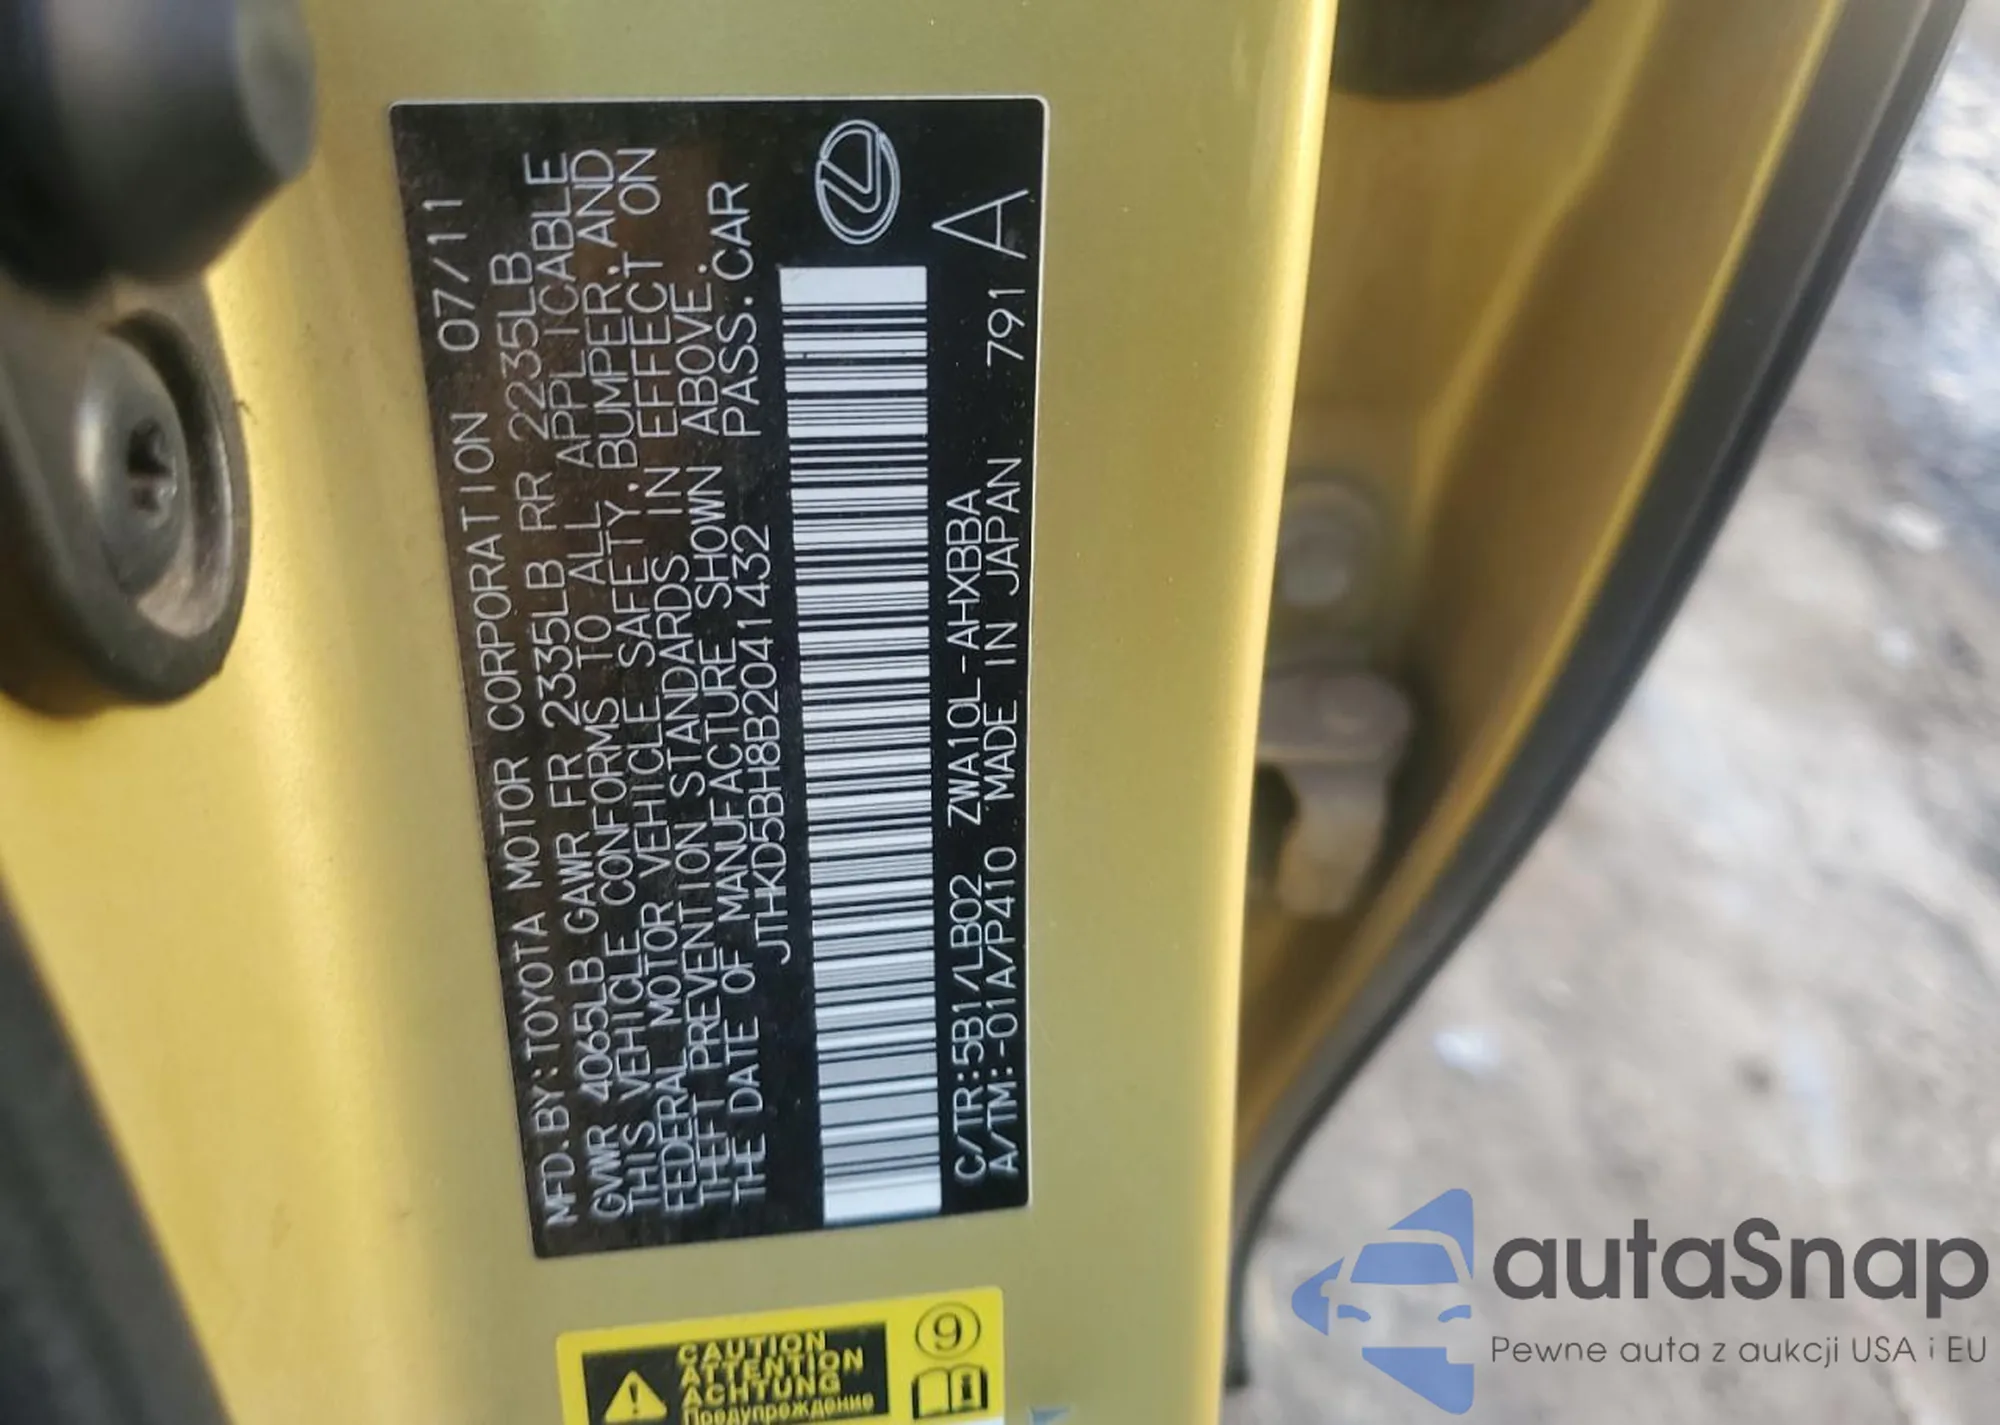 MFD.BY:TOYOTA MOTOR CORPORATION 07/11
GVWR 4065LB GAWR FR 2335LB RR 2235LB
THIS VEHICLE CONFORMS TO ALL APPLICABLE
FEDERAL MOTOR VEHICLE SAFETY, BUMPER, AND
THEFT PREVENTION STANDARDS IN EFFECT ON
THE DATE OF MANUFACTURE SHOWN ABOVE.
JTHKD5BH8B2041432 PASS.CAR
C/TR:5B1/LB02 ZWA10L-AHXBBA
A/TM:-01A/P410 MADE IN JAPAN 791 A
CAUTION
ATTENTION
ACHTUNG
Предупреждение
9
i
autaSnap
Pewne auta z aukcji USA i EU